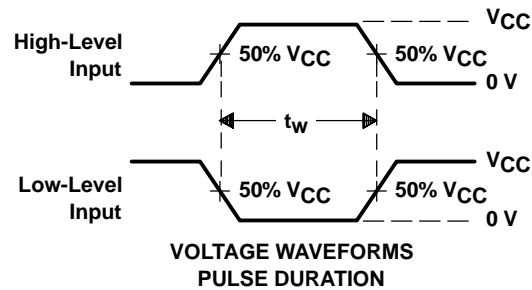 High-Level
Input
50% VCC
50% VCC
VCC
0 V
tw
Low-Level
Input
50% VCC
50% VCC
VCC
0 V
VOLTAGE WAVEFORMS
PULSE DURATION